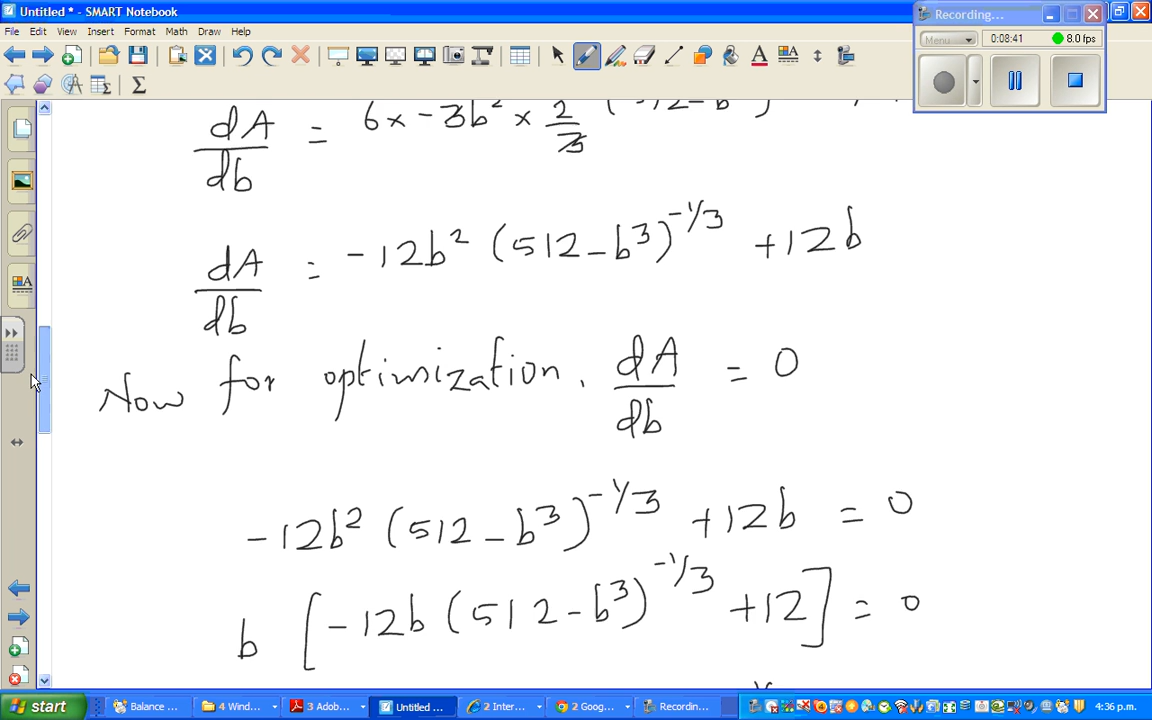 Untitled * - SMART Notebook
Recording...
File Edit View Insert Format Math Draw Help
Menu 0:08:41 8.0 fps
dA/db = 6 x -3b² x 2/3
dA/db = -12b² (512-b³)^-1/3 +12b
Now for optimization. dA/db = 0
-12b² (512-b³)^-1/3 +12b = 0
b [-12b (512-b³)^-1/3 +12] = 0
start Balance ... 4 Wind... 3 Adob... Untitled ... 2 Inter... 2 Googl... Recordin... 4:36 p.m.